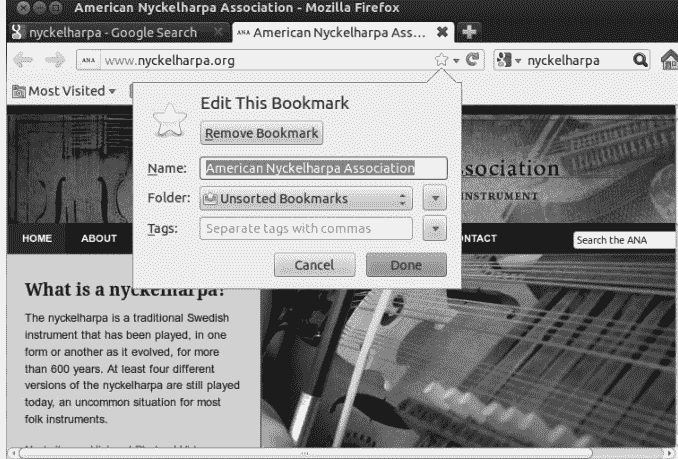 American Nyckelharpa Association - Mozilla Firefox
nyckelharpa - Google Search
ANA American Nyckelharpa Ass...
ANA www.nyckelharpa.org
nyckelharpa
Most Visited
Edit This Bookmark
Remove Bookmark
Name: American Nyckelharpa Association
Folder: Unsorted Bookmarks
Tags: Separate tags with commas
Cancel Done
sociation
INSTRUMENT
HOME ABOUT
NTACT
Search the ANA
What is a nyckelharpa?
The nyckelharpa is a traditional Swedish
instrument that has been played, in one
form or another as it evolved, for more
than 600 years. At least four different
versions of the nyckelharpa are still played
today, an uncommon situation for most
folk instruments.